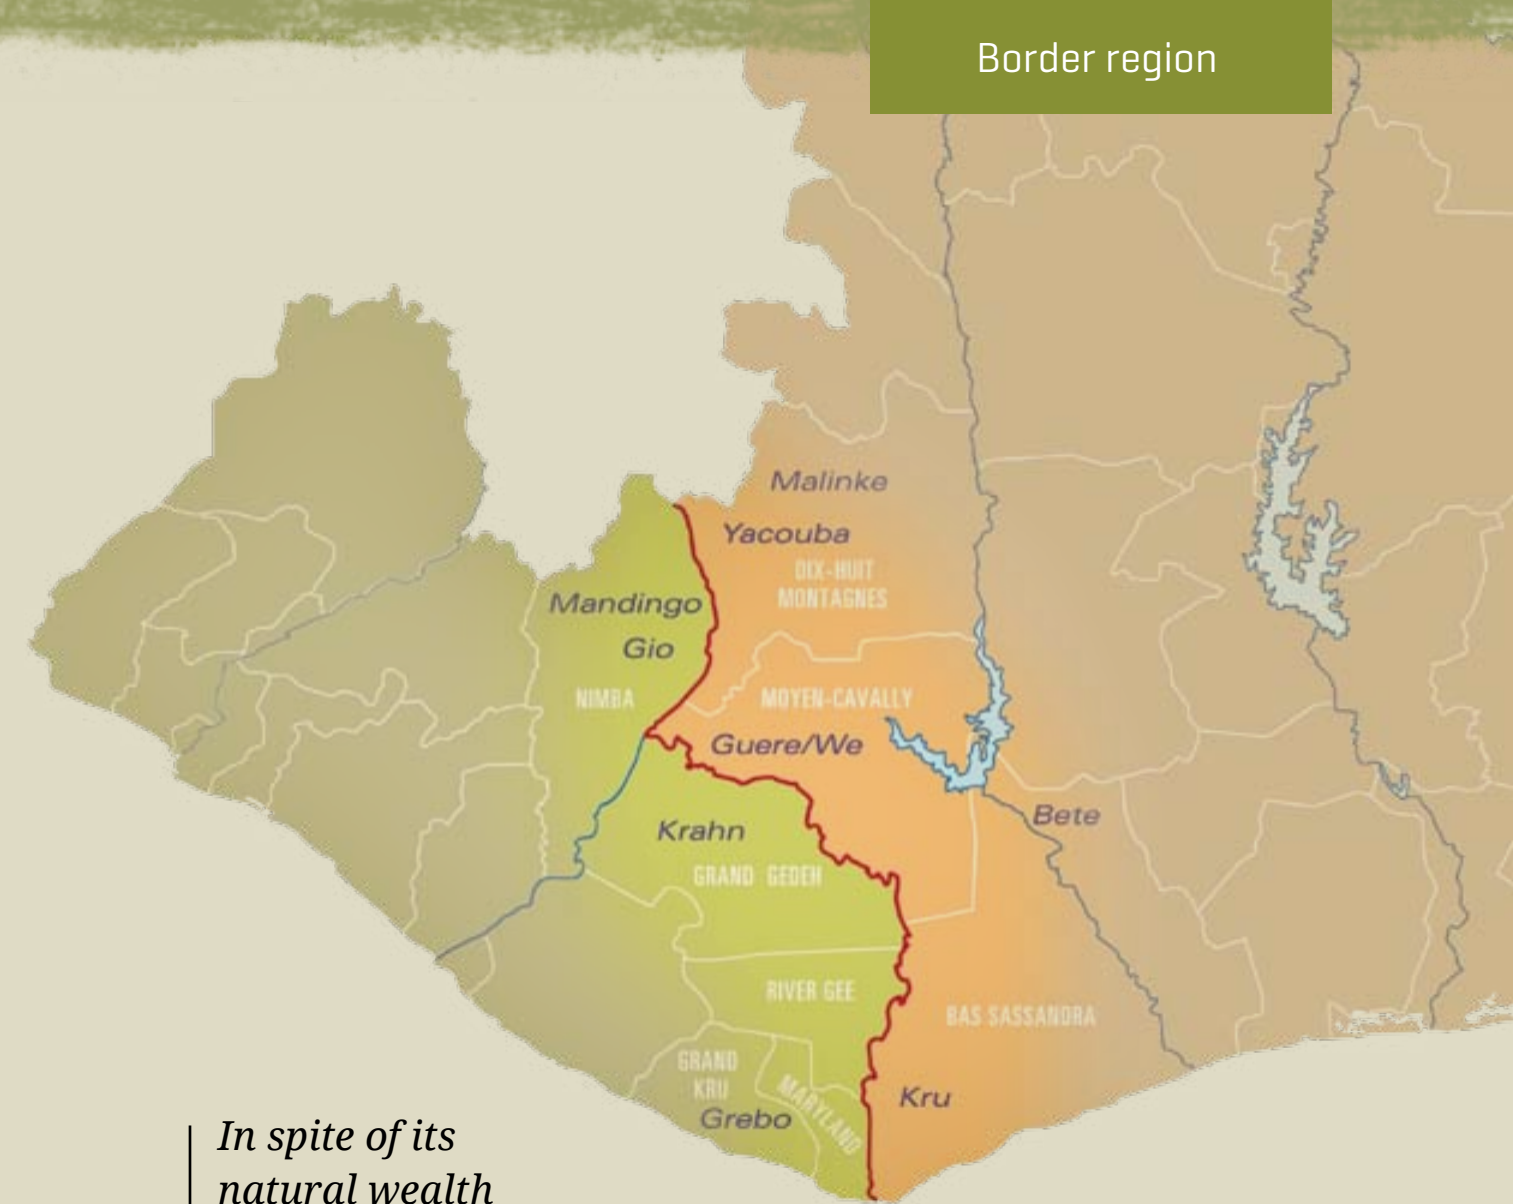 Border region
Malinke
Yacouba
DIX-HUIT
MONTAGNES
Mandingo
Gio
NIMBA
MOYEN-CAVALLY
Guere/We
Bete
Krahn
GRAND GEDEH
RIVER GEE
BAS SASSANDRA
GRAND
KRU
MARYLAND
Kru
Grebo
In spite of its
natural wealth